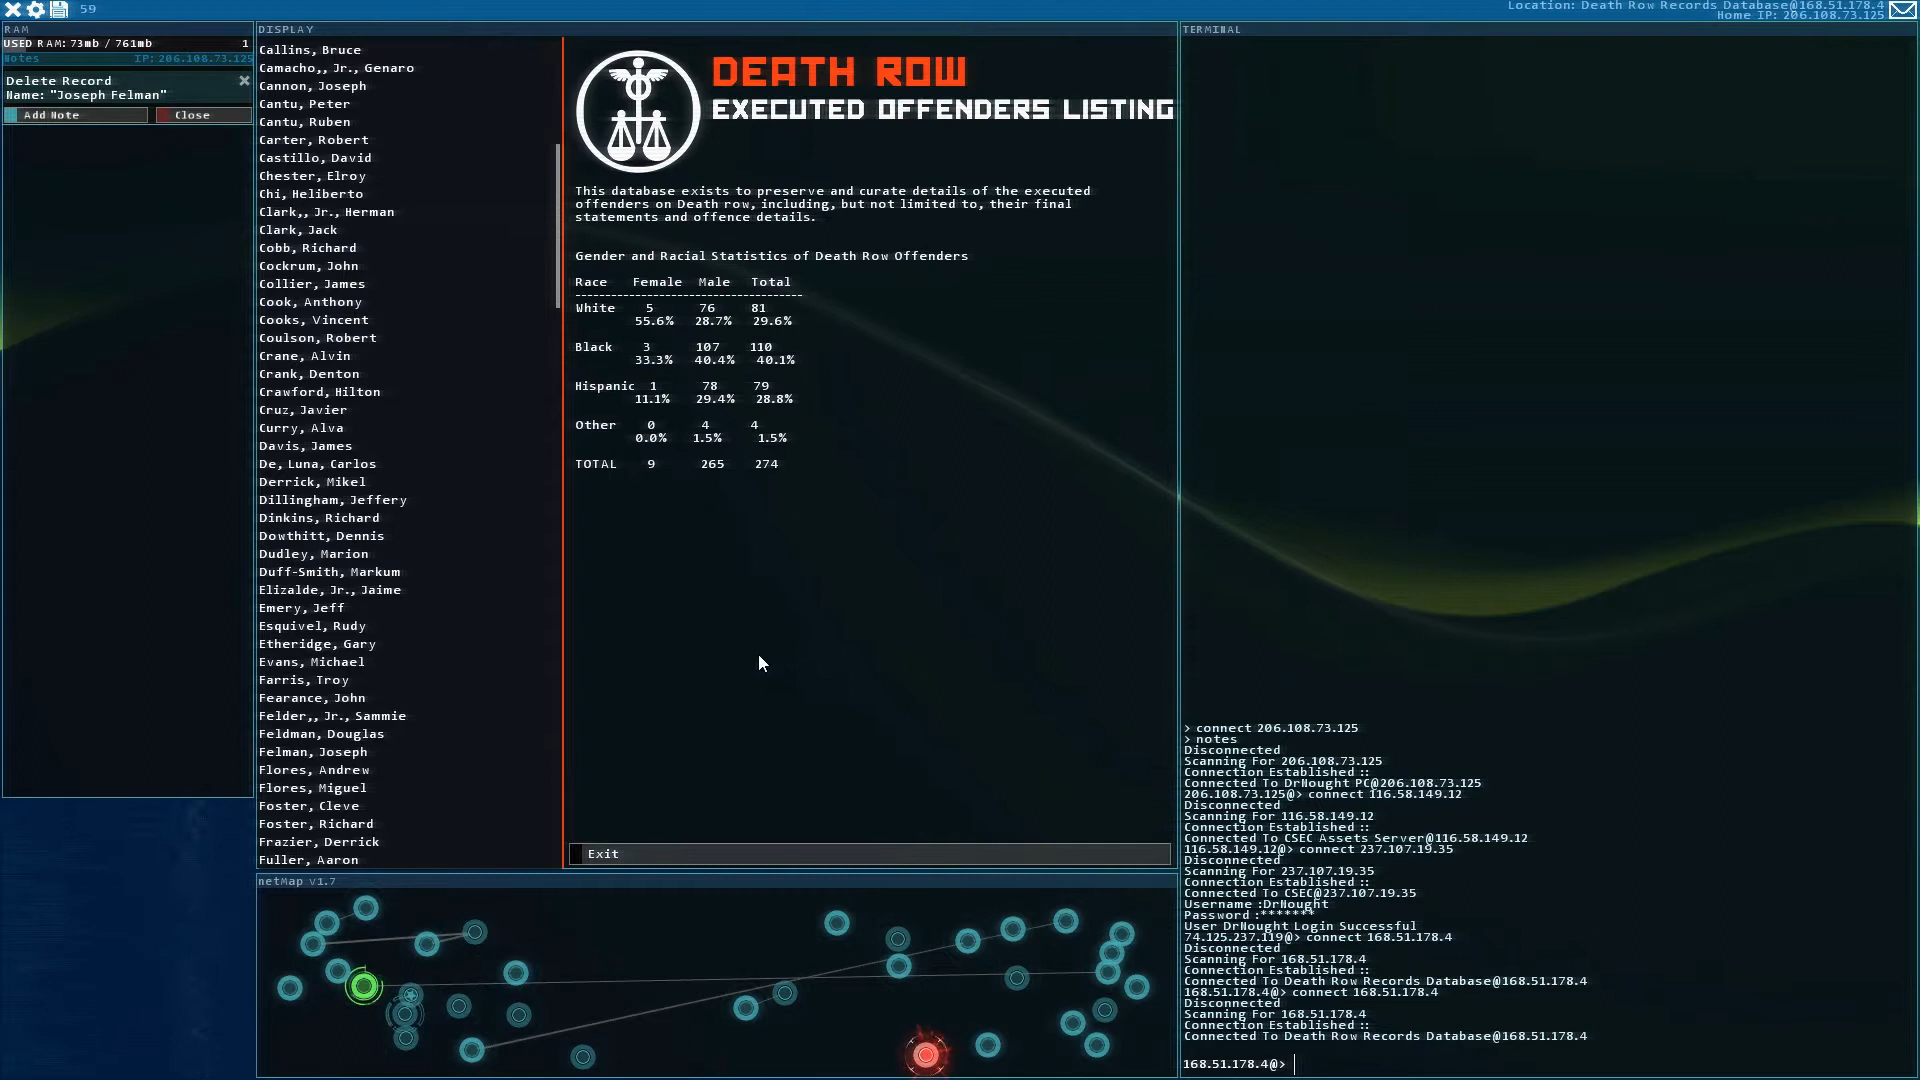 59
Location: Death Row Records Database@168.51.178.4
Home IP: 206.108.73.125
RAM
USED RAM: 73mb / 761mb 1
Notes IP: 206.108.73.125
Delete Record
Name: "Joseph Felman"
Add Note
Close
DISPLAY
Callins, Bruce
Camacho,, Jr., Genaro
Cannon, Joseph
Cantu, Peter
Cantu, Ruben
Carter, Robert
Castillo, David
Chester, Elroy
Chi, Heliberto
Clark,, Jr., Herman
Clark, Jack
Cobb, Richard
Cockrum, John
Collier, James
Cook, Anthony
Cooks, Vincent
Coulson, Robert
Crane, Alvin
Crank, Denton
Crawford, Hilton
Cruz, Javier
Curry, Alva
Davis, James
De, Luna, Carlos
Derrick, Mikel
Dillingham, Jeffery
Dinkins, Richard
Dowthitt, Dennis
Dudley, Marion
Duff-Smith, Markum
Elizalde, Jr., Jaime
Emery, Jeff
Esquivel, Rudy
Etheridge, Gary
Evans, Michael
Farris, Troy
Fearance, John
Felder,, Jr., Sammie
Feldman, Douglas
Felman, Joseph
Flores, Andrew
Flores, Miguel
Foster, Cleve
Foster, Richard
Frazier, Derrick
Fuller, Aaron
DEATH ROW
EXECUTED OFFENDERS LISTING
This database exists to preserve and curate details of the executed
offenders on Death row, including, but not limited to, their final
statements and offence details.
Gender and Racial Statistics of Death Row Offenders
Race Female Male Total
------------------------------------
White 5 76 81
55.6% 28.7% 29.6%
Black 3 107 110
33.3% 40.4% 40.1%
Hispanic 1 78 79
11.1% 29.4% 28.8%
Other 0 4 4
0.0% 1.5% 1.5%
TOTAL 9 265 274
Exit
netMap v1.7
TERMINAL
> connect 206.108.73.125
> notes
Disconnected
Scanning For 206.108.73.125
Connection Established ::
Connected To DrNought PC@206.108.73.125
206.108.73.125@> connect 116.58.149.12
Disconnected
Scanning For 116.58.149.12
Connection Established ::
Connected To CSEC Assets Server@116.58.149.12
116.58.149.12@> connect 237.107.19.35
Disconnected
Scanning For 237.107.19.35
Connection Established ::
Connected To CSEC@237.107.19.35
Username :DrNought
Password :*******
User DrNought Login Successful
74.125.237.119@> connect 168.51.178.4
Disconnected
Scanning For 168.51.178.4
Connection Established ::
Connected To Death Row Records Database@168.51.178.4
168.51.178.4@> connect 168.51.178.4
Disconnected
Scanning For 168.51.178.4
Connection Established ::
Connected To Death Row Records Database@168.51.178.4
168.51.178.4@>